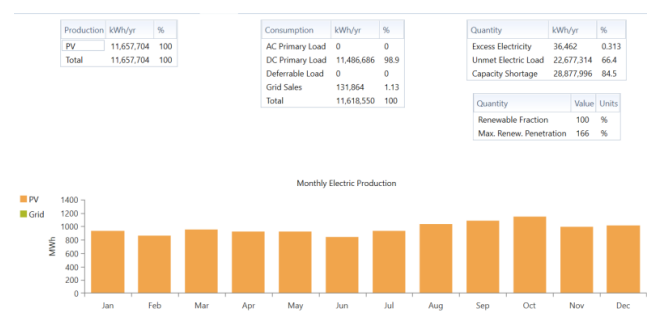 Production kWh/yr %
PV 11,657,704 100
Total 11,657,704 100
Consumption kWh/yr %
AC Primary Load 0 0
DC Primary Load 11,486,686 98.9
Deferrable Load 0 0
Grid Sales 131,864 1.13
Total 11,618,550 100
Quantity kWh/yr %
Excess Electricity 36,462 0.313
Unmet Electric Load 22,677,314 66.4
Capacity Shortage 28,877,996 84.5
Quantity Value Units
Renewable Fraction 100 %
Max. Renew. Penetration 166 %
Monthly Electric Production
PV
Grid
MWh
1400
1200
1000
800
600
400
200
0
Jan Feb Mar Apr May Jun Jul Aug Sep Oct Nov Dec